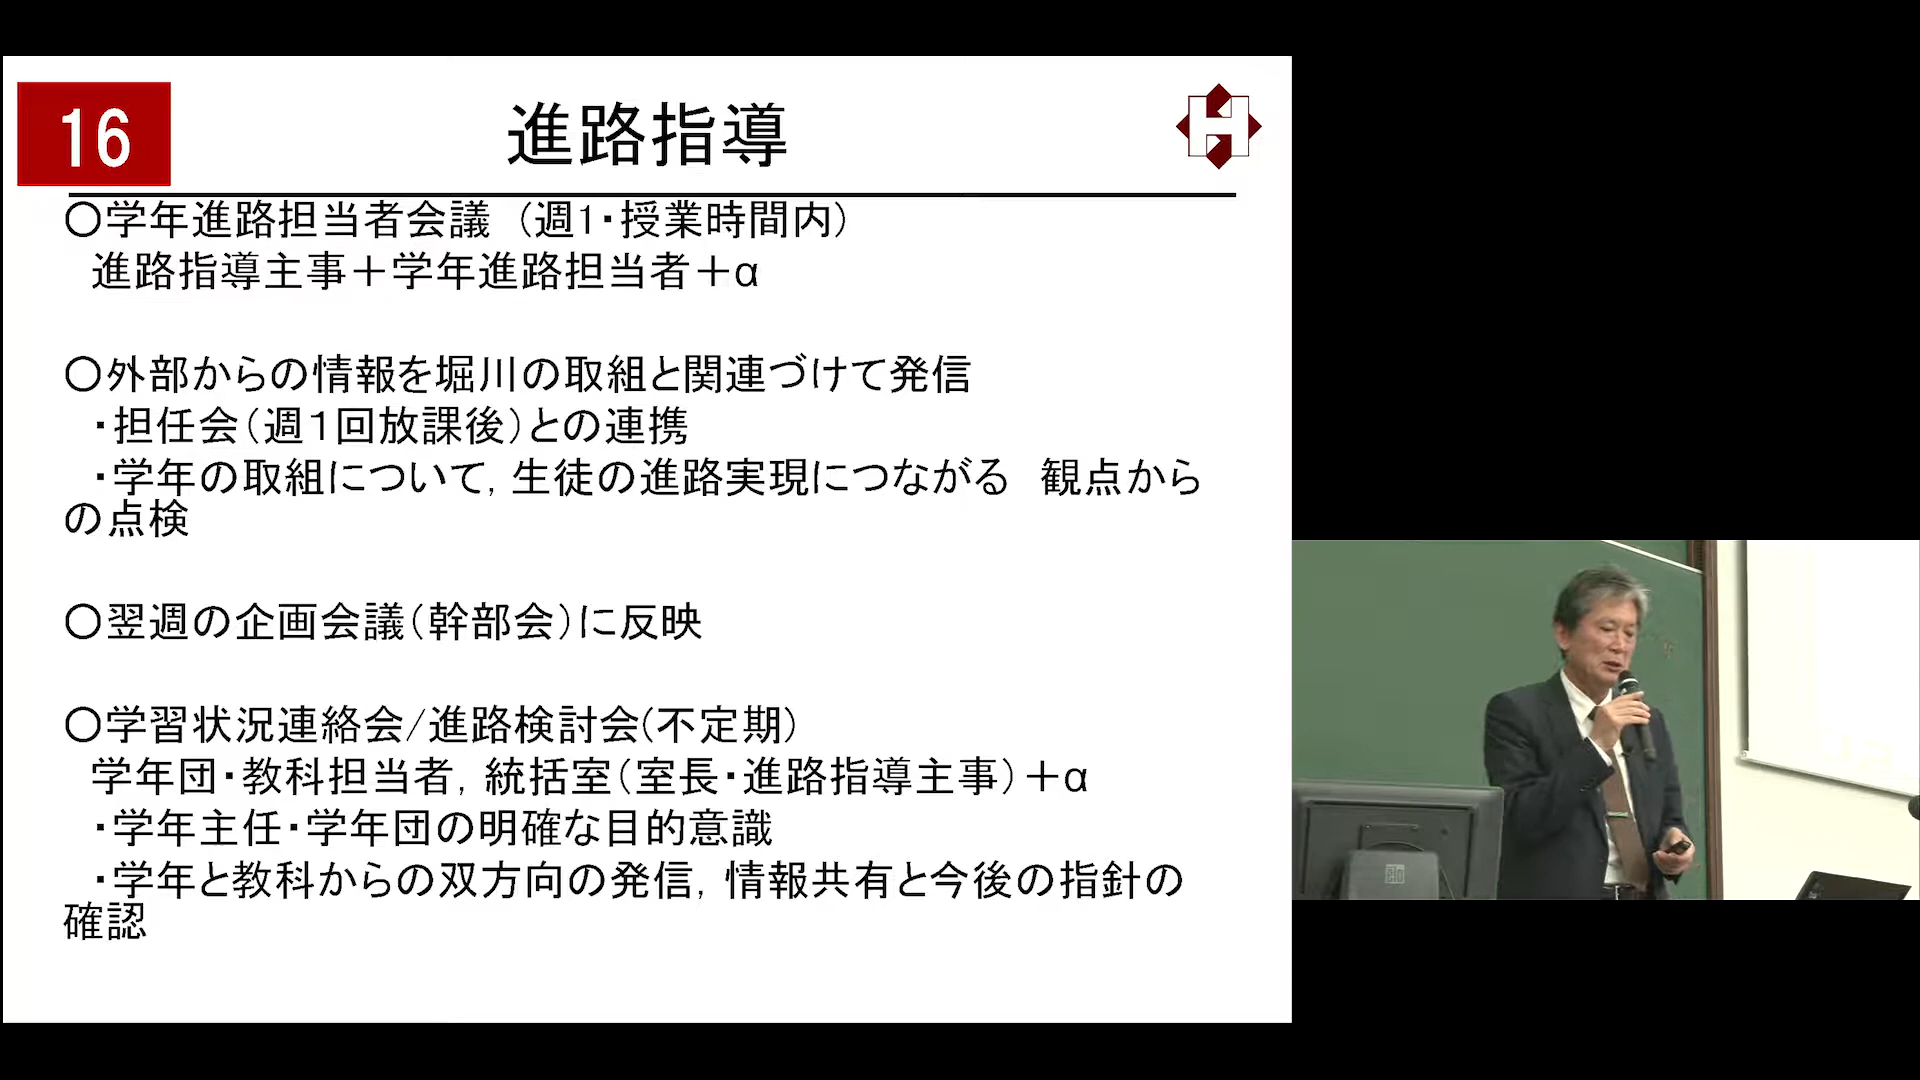 16
進路指導
○学年進路担当者会議 (週1・授業時間内)
進路指導主事＋学年進路担当者＋α
○外部からの情報を堀川の取組と関連づけて発信
・担任会（週１回放課後）との連携
・学年の取組について，生徒の進路実現につながる　観点から
の点検
○翌週の企画会議（幹部会）に反映
○学習状況連絡会/進路検討会(不定期)
学年団・教科担当者，統括室（室長・進路指導主事）＋α
・学年主任・学年団の明確な目的意識
・学年と教科からの双方向の発信，情報共有と今後の指針の
確認